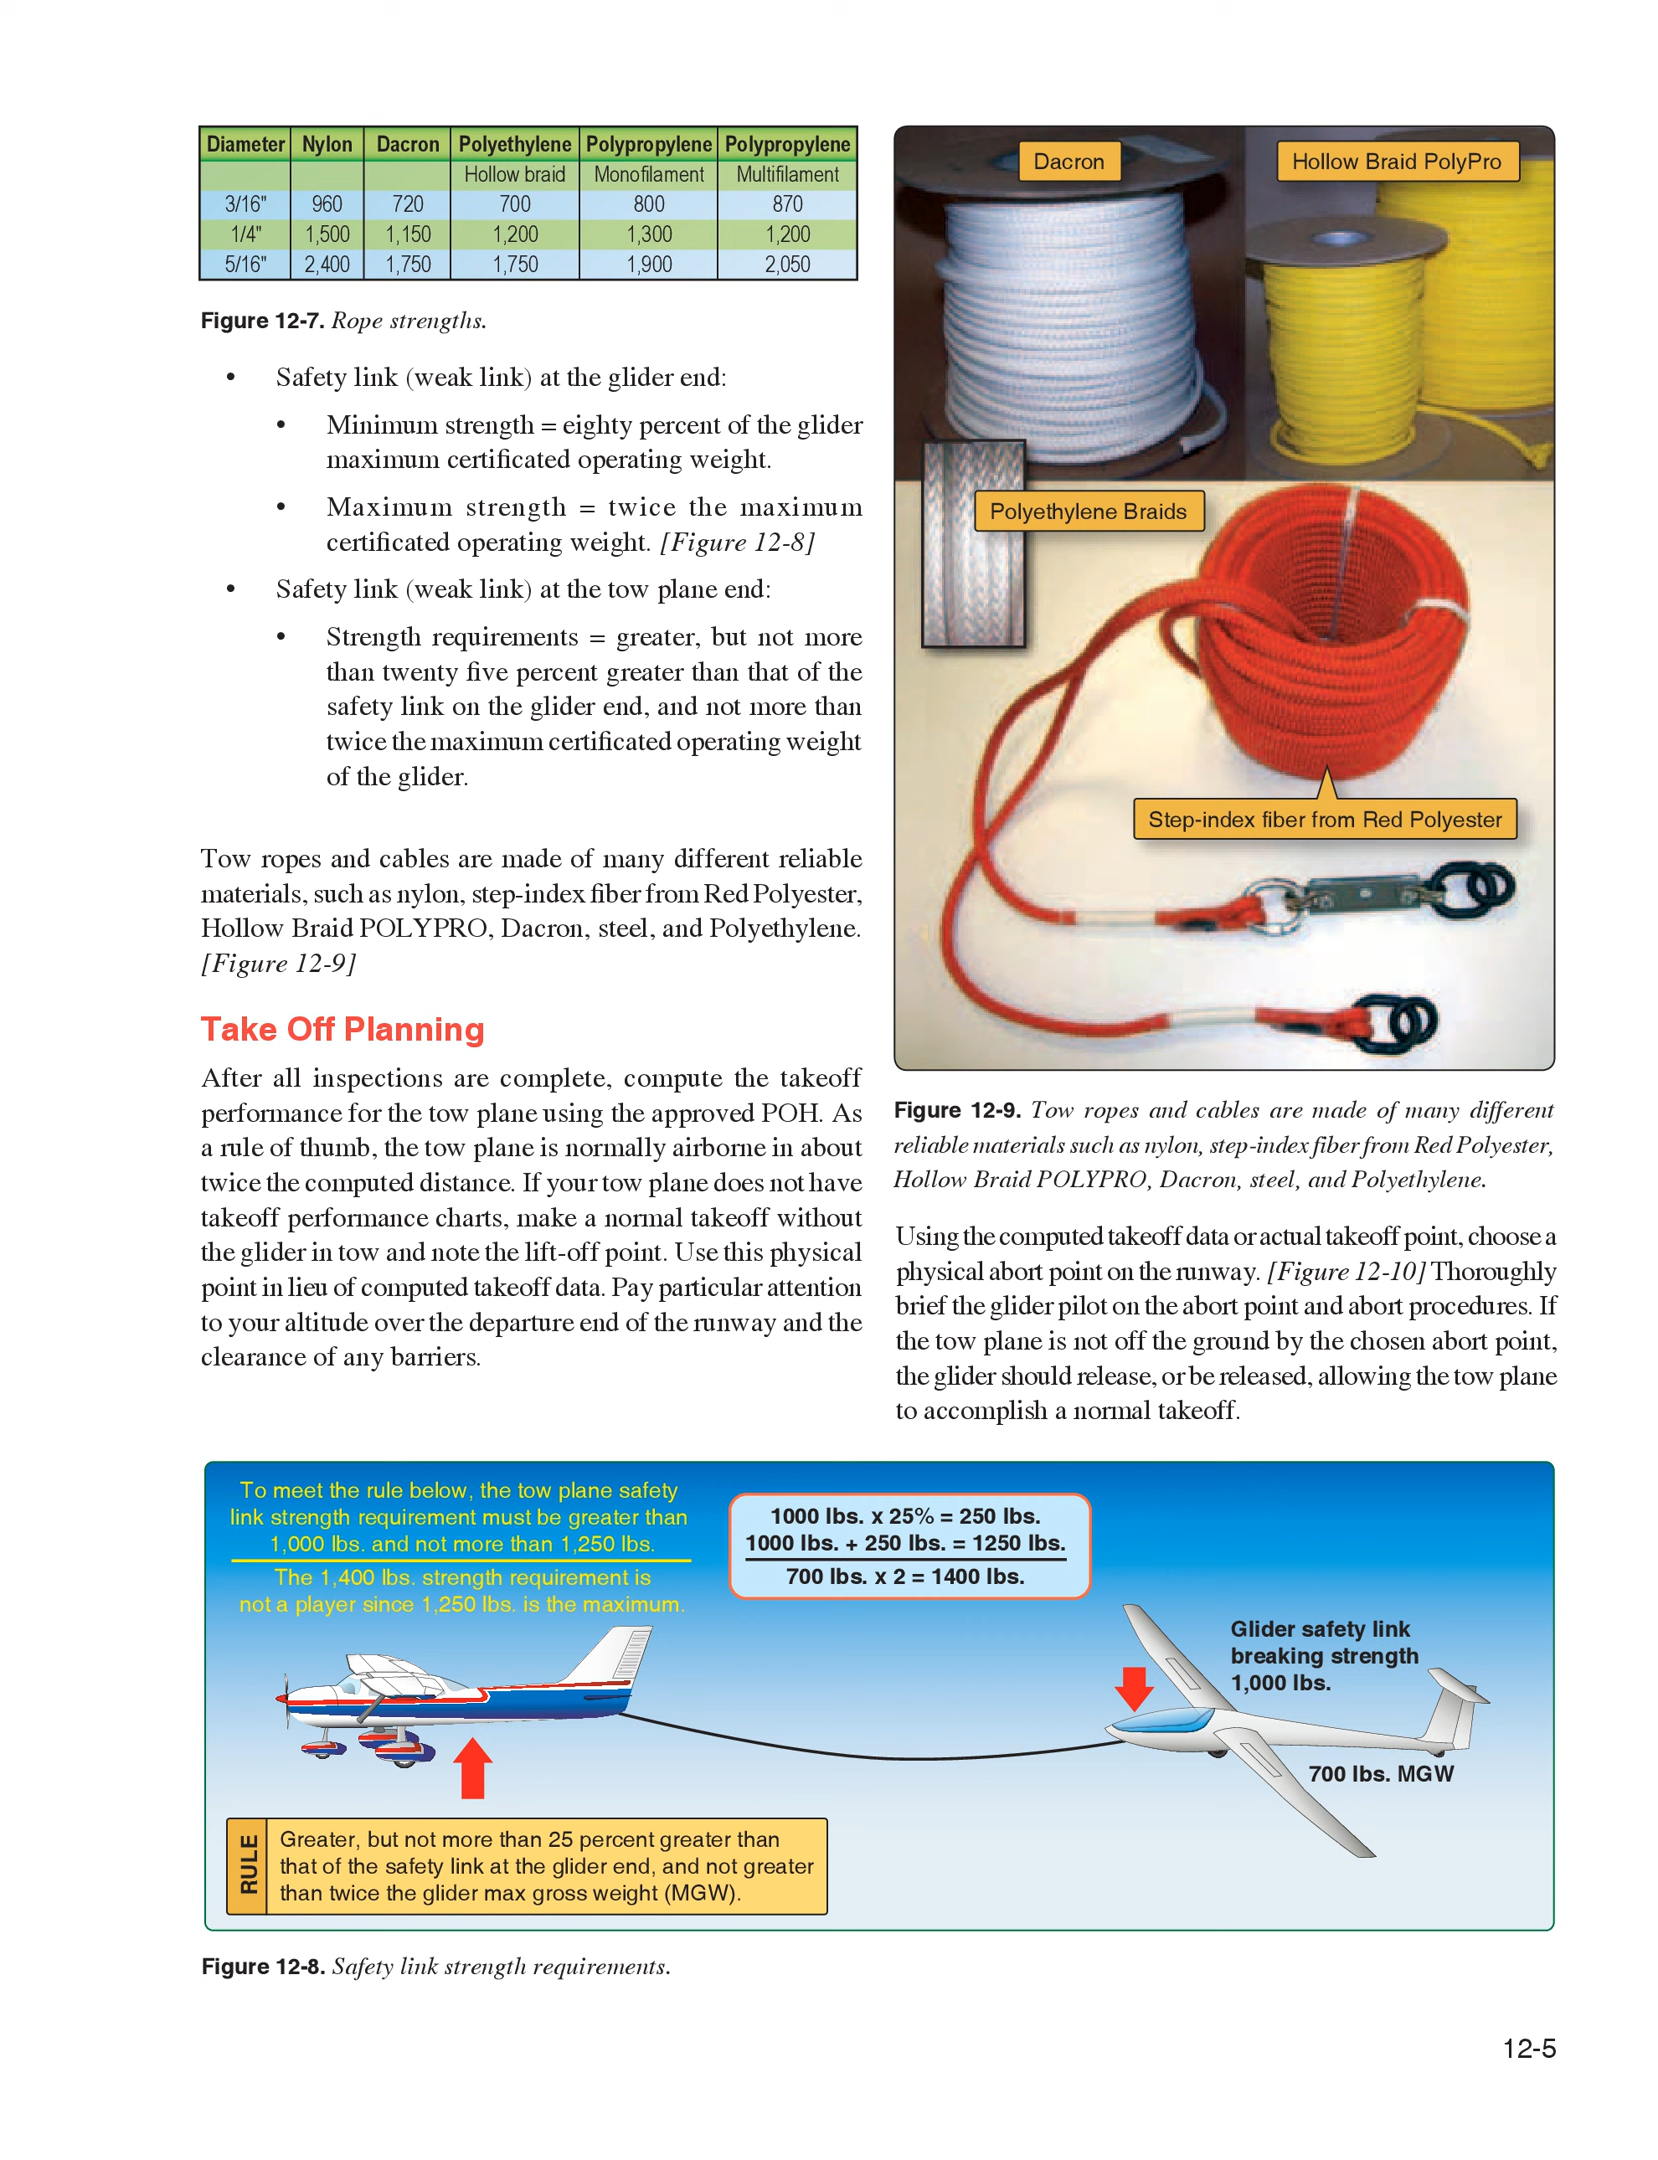 Diameter Nylon Dacron Polyethylene Polypropylene Polypropylene
Hollow braid Monofilament Multifilament
3/16" 960 720 700 800 870
1/4" 1,500 1,150 1,200 1,300 1,200
5/16" 2,400 1,750 1,750 1,900 2,050
Figure 12-7. Rope strengths.
• Safety link (weak link) at the glider end:
• Minimum strength = eighty percent of the glider
maximum certificated operating weight.
• Maximum strength = twice the maximum
certificated operating weight. [Figure 12-8]
• Safety link (weak link) at the tow plane end:
• Strength requirements = greater, but not more
than twenty five percent greater than that of the
safety link on the glider end, and not more than
twice the maximum certificated operating weight
of the glider.
Tow ropes and cables are made of many different reliable
materials, such as nylon, step-index fiber from Red Polyester,
Hollow Braid POLYPRO, Dacron, steel, and Polyethylene.
[Figure 12-9]
Take Off Planning
After all inspections are complete, compute the takeoff
performance for the tow plane using the approved POH. As
a rule of thumb, the tow plane is normally airborne in about
twice the computed distance. If your tow plane does not have
takeoff performance charts, make a normal takeoff without
the glider in tow and note the lift-off point. Use this physical
point in lieu of computed takeoff data. Pay particular attention
to your altitude over the departure end of the runway and the
clearance of any barriers.
Dacron
Hollow Braid PolyPro
Polyethylene Braids
Step-index fiber from Red Polyester
Figure 12-9. Tow ropes and cables are made of many different
reliable materials such as nylon, step-index fiber from Red Polyester,
Hollow Braid POLYPRO, Dacron, steel, and Polyethylene.
Using the computed takeoff data or actual takeoff point, choose a
physical abort point on the runway. [Figure 12-10] Thoroughly
brief the glider pilot on the abort point and abort procedures. If
the tow plane is not off the ground by the chosen abort point,
the glider should release, or be released, allowing the tow plane
to accomplish a normal takeoff.
To meet the rule below, the tow plane safety
link strength requirement must be greater than
1,000 lbs. and not more than 1,250 lbs.
The 1,400 lbs. strength requirement is
not a player since 1,250 lbs. is the maximum.
1000 lbs. x 25% = 250 lbs.
1000 lbs. + 250 lbs. = 1250 lbs.
700 lbs. x 2 = 1400 lbs.
Glider safety link
breaking strength
1,000 lbs.
700 lbs. MGW
RULE
Greater, but not more than 25 percent greater than
that of the safety link at the glider end, and not greater
than twice the glider max gross weight (MGW).
Figure 12-8. Safety link strength requirements.
12-5